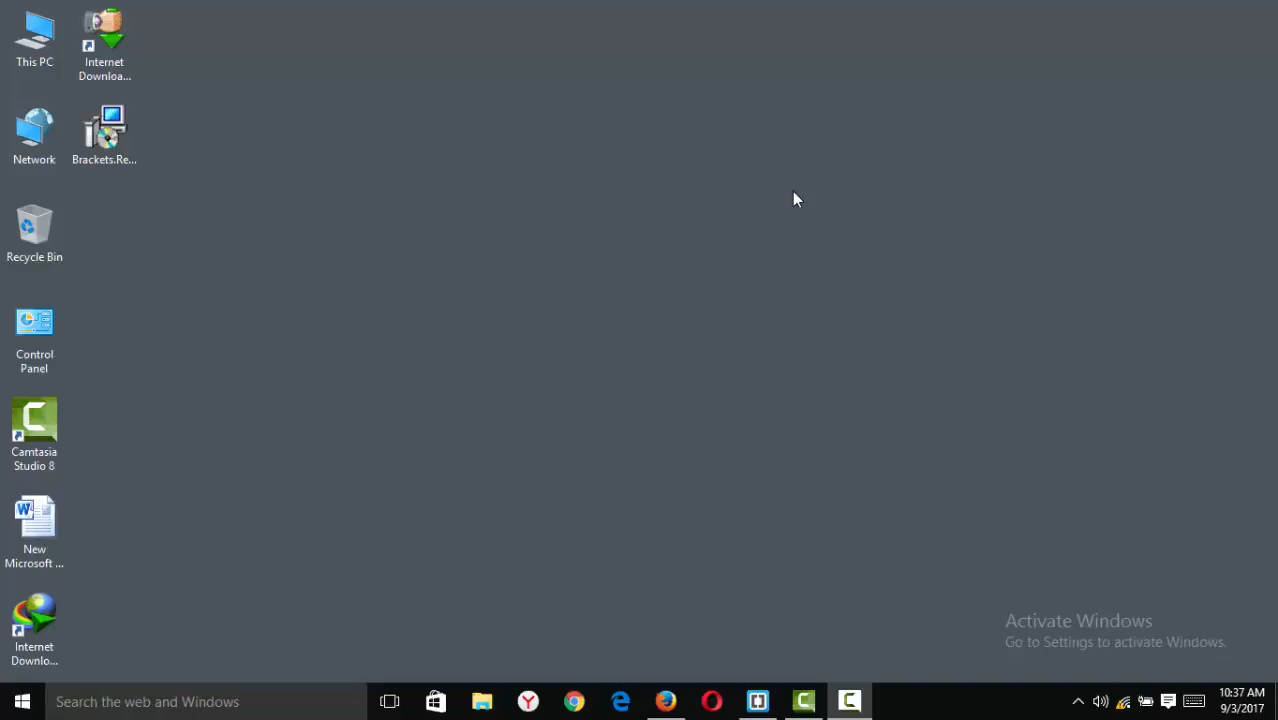 This PC
Internet
Downloa...
Network
Brackets.Re...
Recycle Bin
Control
Panel
Camtasia
Studio 8
New
Microsoft ...
Internet
Downlo...
Activate Windows
Go to Settings to activate Windows.
Search the web and Windows
10:37 AM
9/3/2017